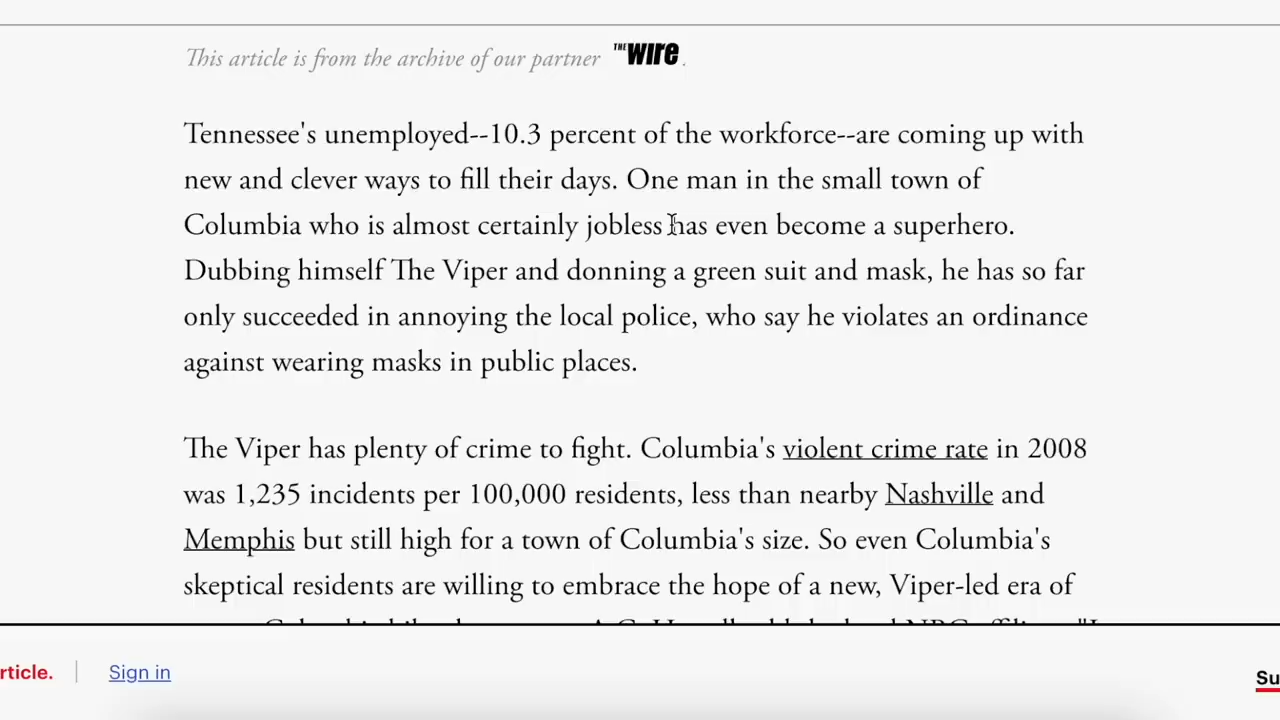 This article is from the archive of our partner THE WIRE .
Tennessee's unemployed--10.3 percent of the workforce--are coming up with
new and clever ways to fill their days. One man in the small town of
Columbia who is almost certainly jobless has even become a superhero.
Dubbing himself The Viper and donning a green suit and mask, he has so far
only succeeded in annoying the local police, who say he violates an ordinance
against wearing masks in public places.
The Viper has plenty of crime to fight. Columbia's violent crime rate in 2008
was 1,235 incidents per 100,000 residents, less than nearby Nashville and
Memphis but still high for a town of Columbia's size. So even Columbia's
skeptical residents are willing to embrace the hope of a new, Viper-led era of
rticle. | Sign in
Su